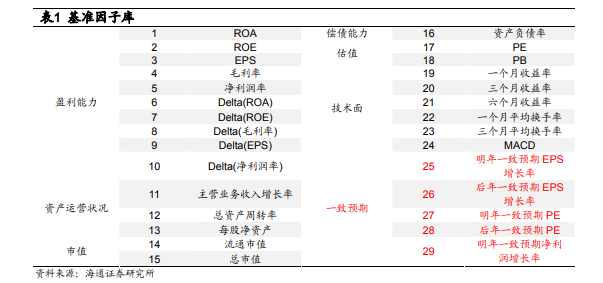 表1 基准因子库
1 ROA 偿债能力 16 资产负债率
2 ROE 估值 17 PE
3 EPS 18 PB
4 毛利率 19 一个月收益率
盈利能力 5 净利润率 技术面 20 三个月收益率
6 Delta(ROA) 21 六个月收益率
7 Delta(ROE) 22 一个月平均换手率
8 Delta(毛利率) 23 三个月平均换手率
9 Delta(EPS) 24 MACD
10 Delta(净利润率) 25 明年一致预期 EPS
增长率
资产运营状况 11 主营业务收入增长率 一致预期 26 后年一致预期 EPS
增长率
12 总资产周转率 27 明年一致预期 PE
13 每股净资产 28 后年一致预期 PE
市值 14 流通市值 29 明年一致预期净利
15 总市值 润增长率
资料来源：海通证券研究所